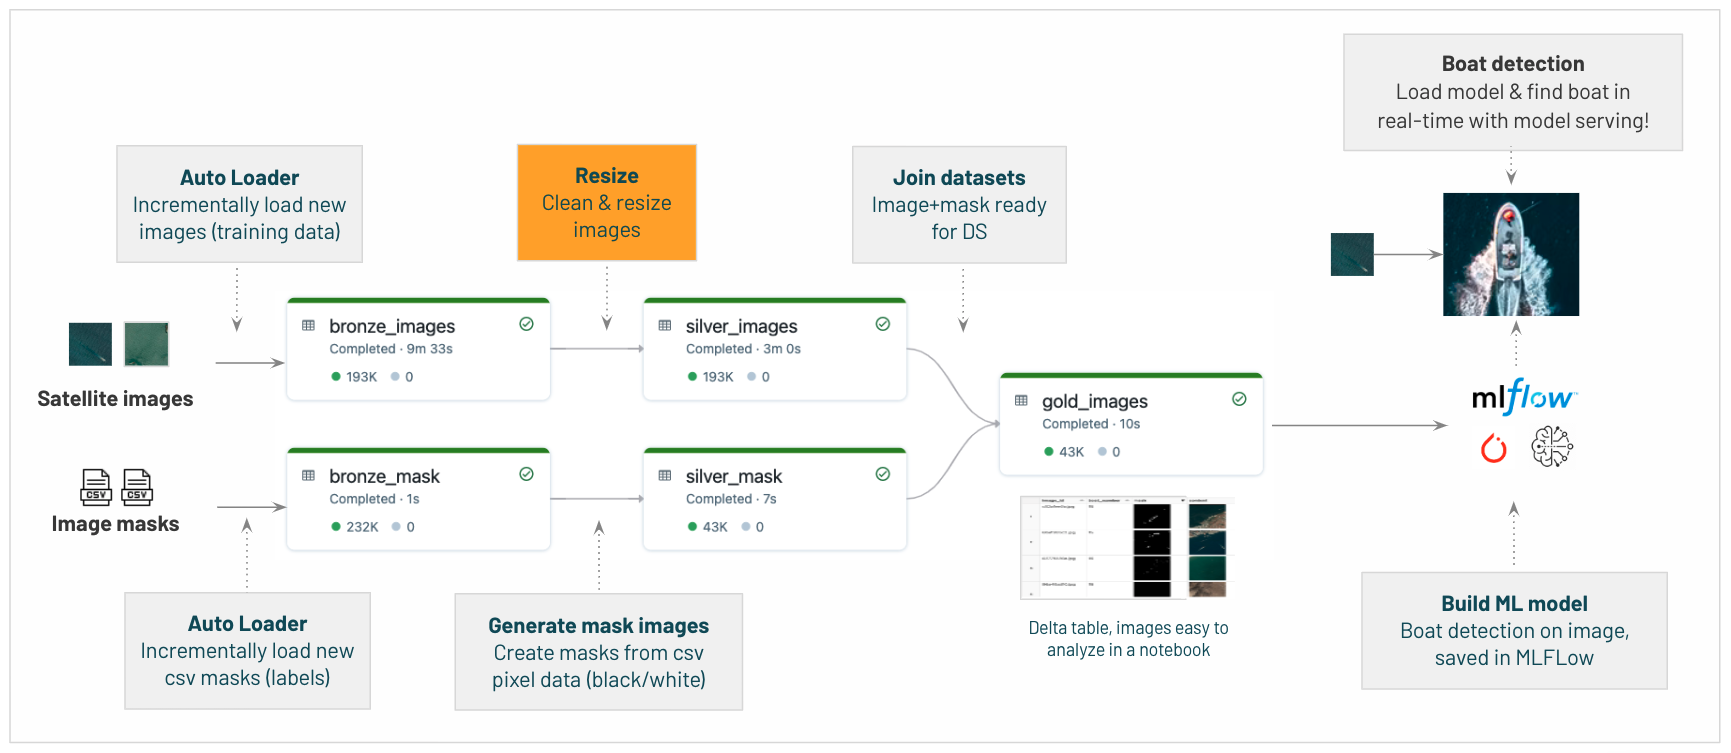 Boat detection
Load model & find boat in
real-time with model serving!
Auto Loader
Incrementally load new
images (training data)
Resize
Clean & resize
images
Join datasets
Image+mask ready
for DS
Satellite images
bronze_images
Completed · 9m 33s
193K 0
silver_images
Completed · 3m 0s
193K 0
gold_images
Completed · 10s
43K 0
mlflow
CSV CSV
Image masks
bronze_mask
Completed · 1s
232K 0
silver_mask
Completed · 7s
43K 0
Auto Loader
Incrementally load new
csv masks (labels)
Generate mask images
Create masks from csv
pixel data (black/white)
Delta table, images easy to
analyze in a notebook
Build ML model
Boat detection on image,
saved in MLFLow